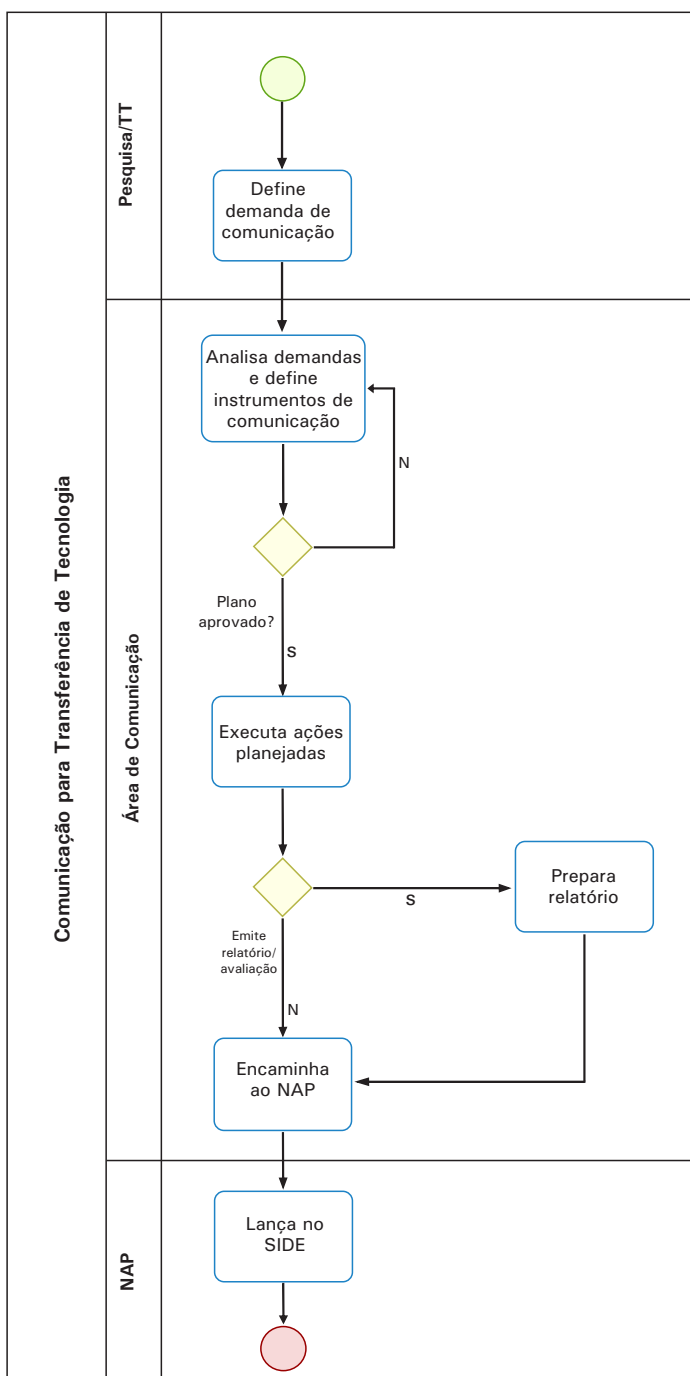 Comunicação para Transferência de Tecnologia
Pesquisa/TT
Define
demanda de
comunicação
Área de Comunicação
Analisa demandas
e define
instrumentos de
comunicação
N
Plano
aprovado?
S
Executa ações
planejadas
Emite
relatório/
avaliação
S
Prepara
relatório
N
Encaminha
ao NAP
NAP
Lança no
SIDE